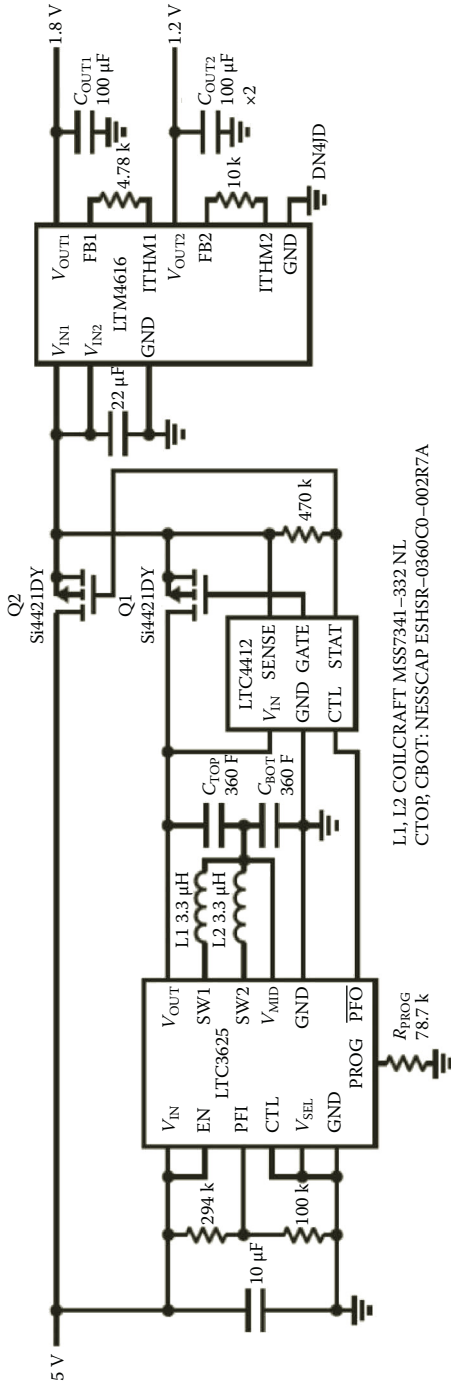 5 V
10 µF
294 k
100 k
V_IN
EN
PFI
CTL
V_SEL
GND
LTC3625
V_OUT
SW1
SW2
V_MID
GND
PFO
PROG
R_PROG
78.7 k
L1 3.3 µH
L2 3.3 µH
C_TOP
360 F
C_BOT
360 F
Q2
Si4421DY
Q1
Si4421DY
LTC4412
V_IN SENSE
GND GATE
CTL STAT
470 k
22 µF
V_IN1
V_IN2
GND
LTM4616
V_OUT1
FB1
ITHM1
V_OUT2
FB2
ITHM2
GND
4.78 k
10 k
DN4JD
C_OUT1
100 µF
C_OUT2
100 µF
×2
1.8 V
1.2 V
L1, L2 COILCRAFT MSS7341–332 NL
CTOP, CBOT: NESSCAP ESHSR–0360C0–002R7A